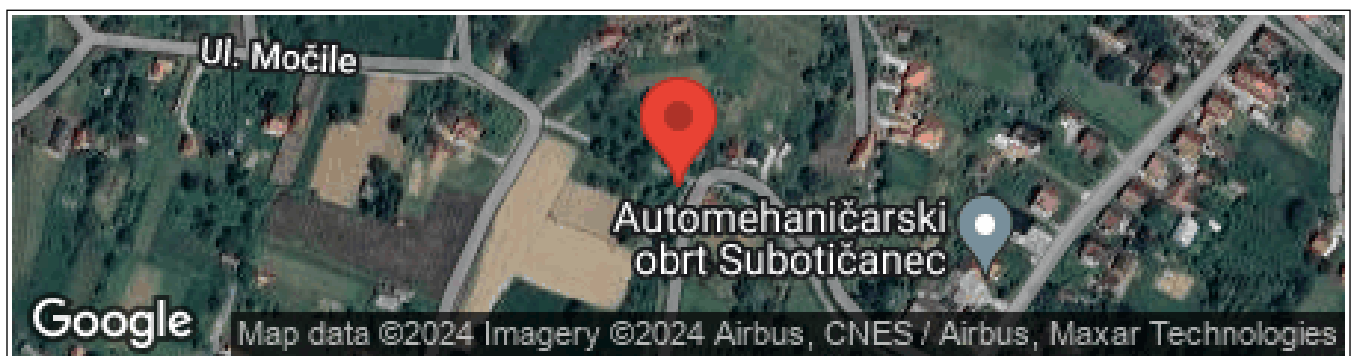 Ul. Močile
Automehaničarski
obrt Subotičanec
Google
Map data ©2024 Imagery ©2024 Airbus, CNES / Airbus, Maxar Technologies